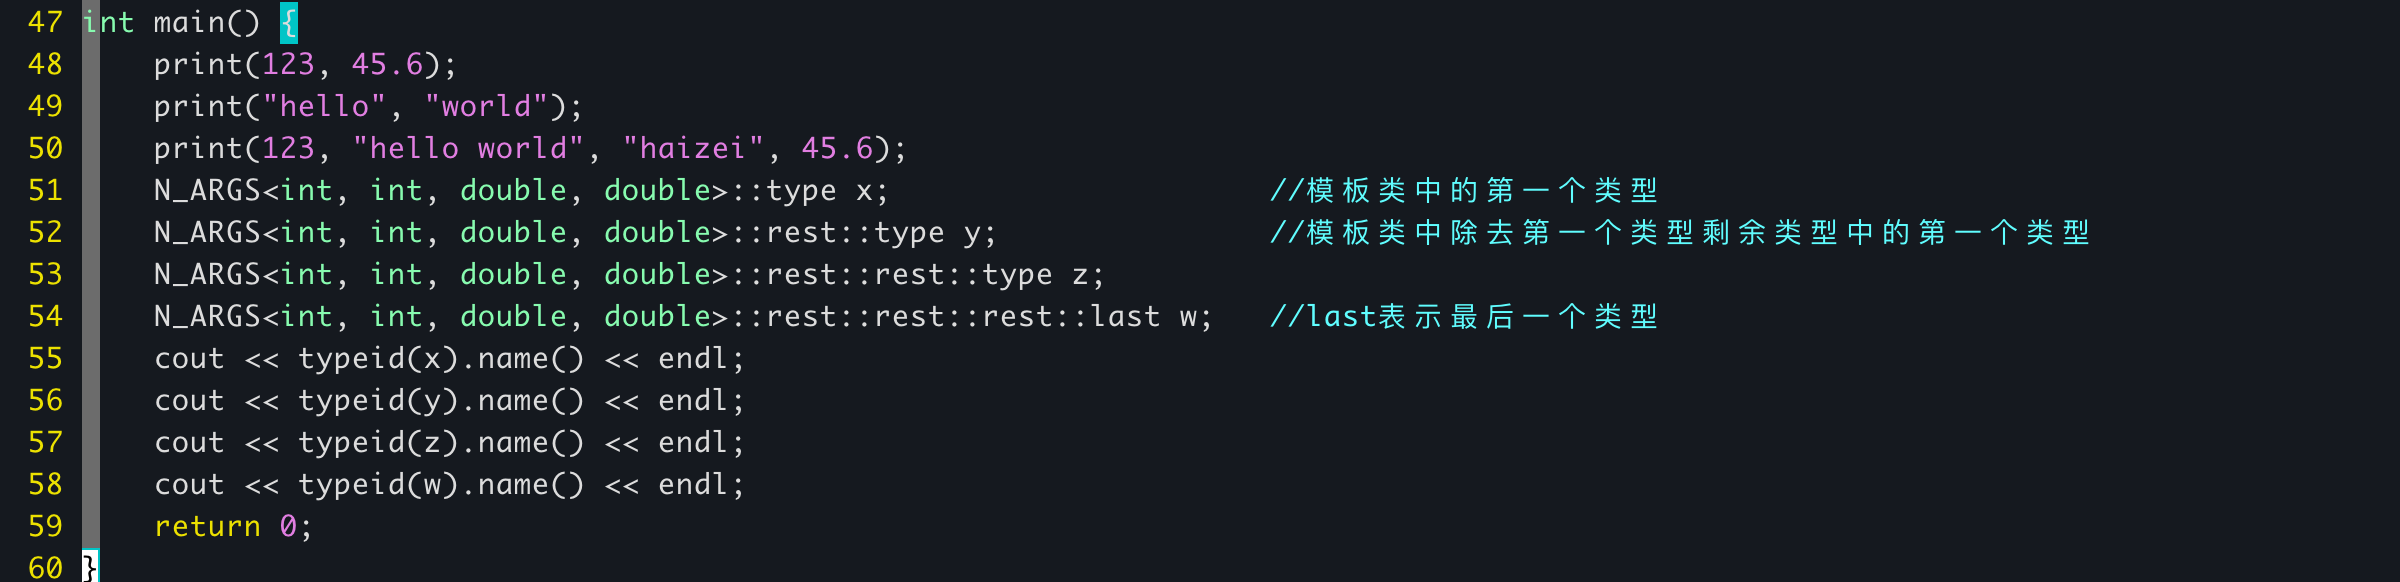 47 int main() {
48     print(123, 45.6);
49     print("hello", "world");
50     print(123, "hello world", "haizei", 45.6);
51     N_ARGS<int, int, double, double>::type x;                     //模板类中的第一个类型
52     N_ARGS<int, int, double, double>::rest::type y;               //模板类中除去第一个类型剩余类型中的第一个类型
53     N_ARGS<int, int, double, double>::rest::rest::type z;
54     N_ARGS<int, int, double, double>::rest::rest::rest::last w;   //last表示最后一个类型
55     cout << typeid(x).name() << endl;
56     cout << typeid(y).name() << endl;
57     cout << typeid(z).name() << endl;
58     cout << typeid(w).name() << endl;
59     return 0;
60 }